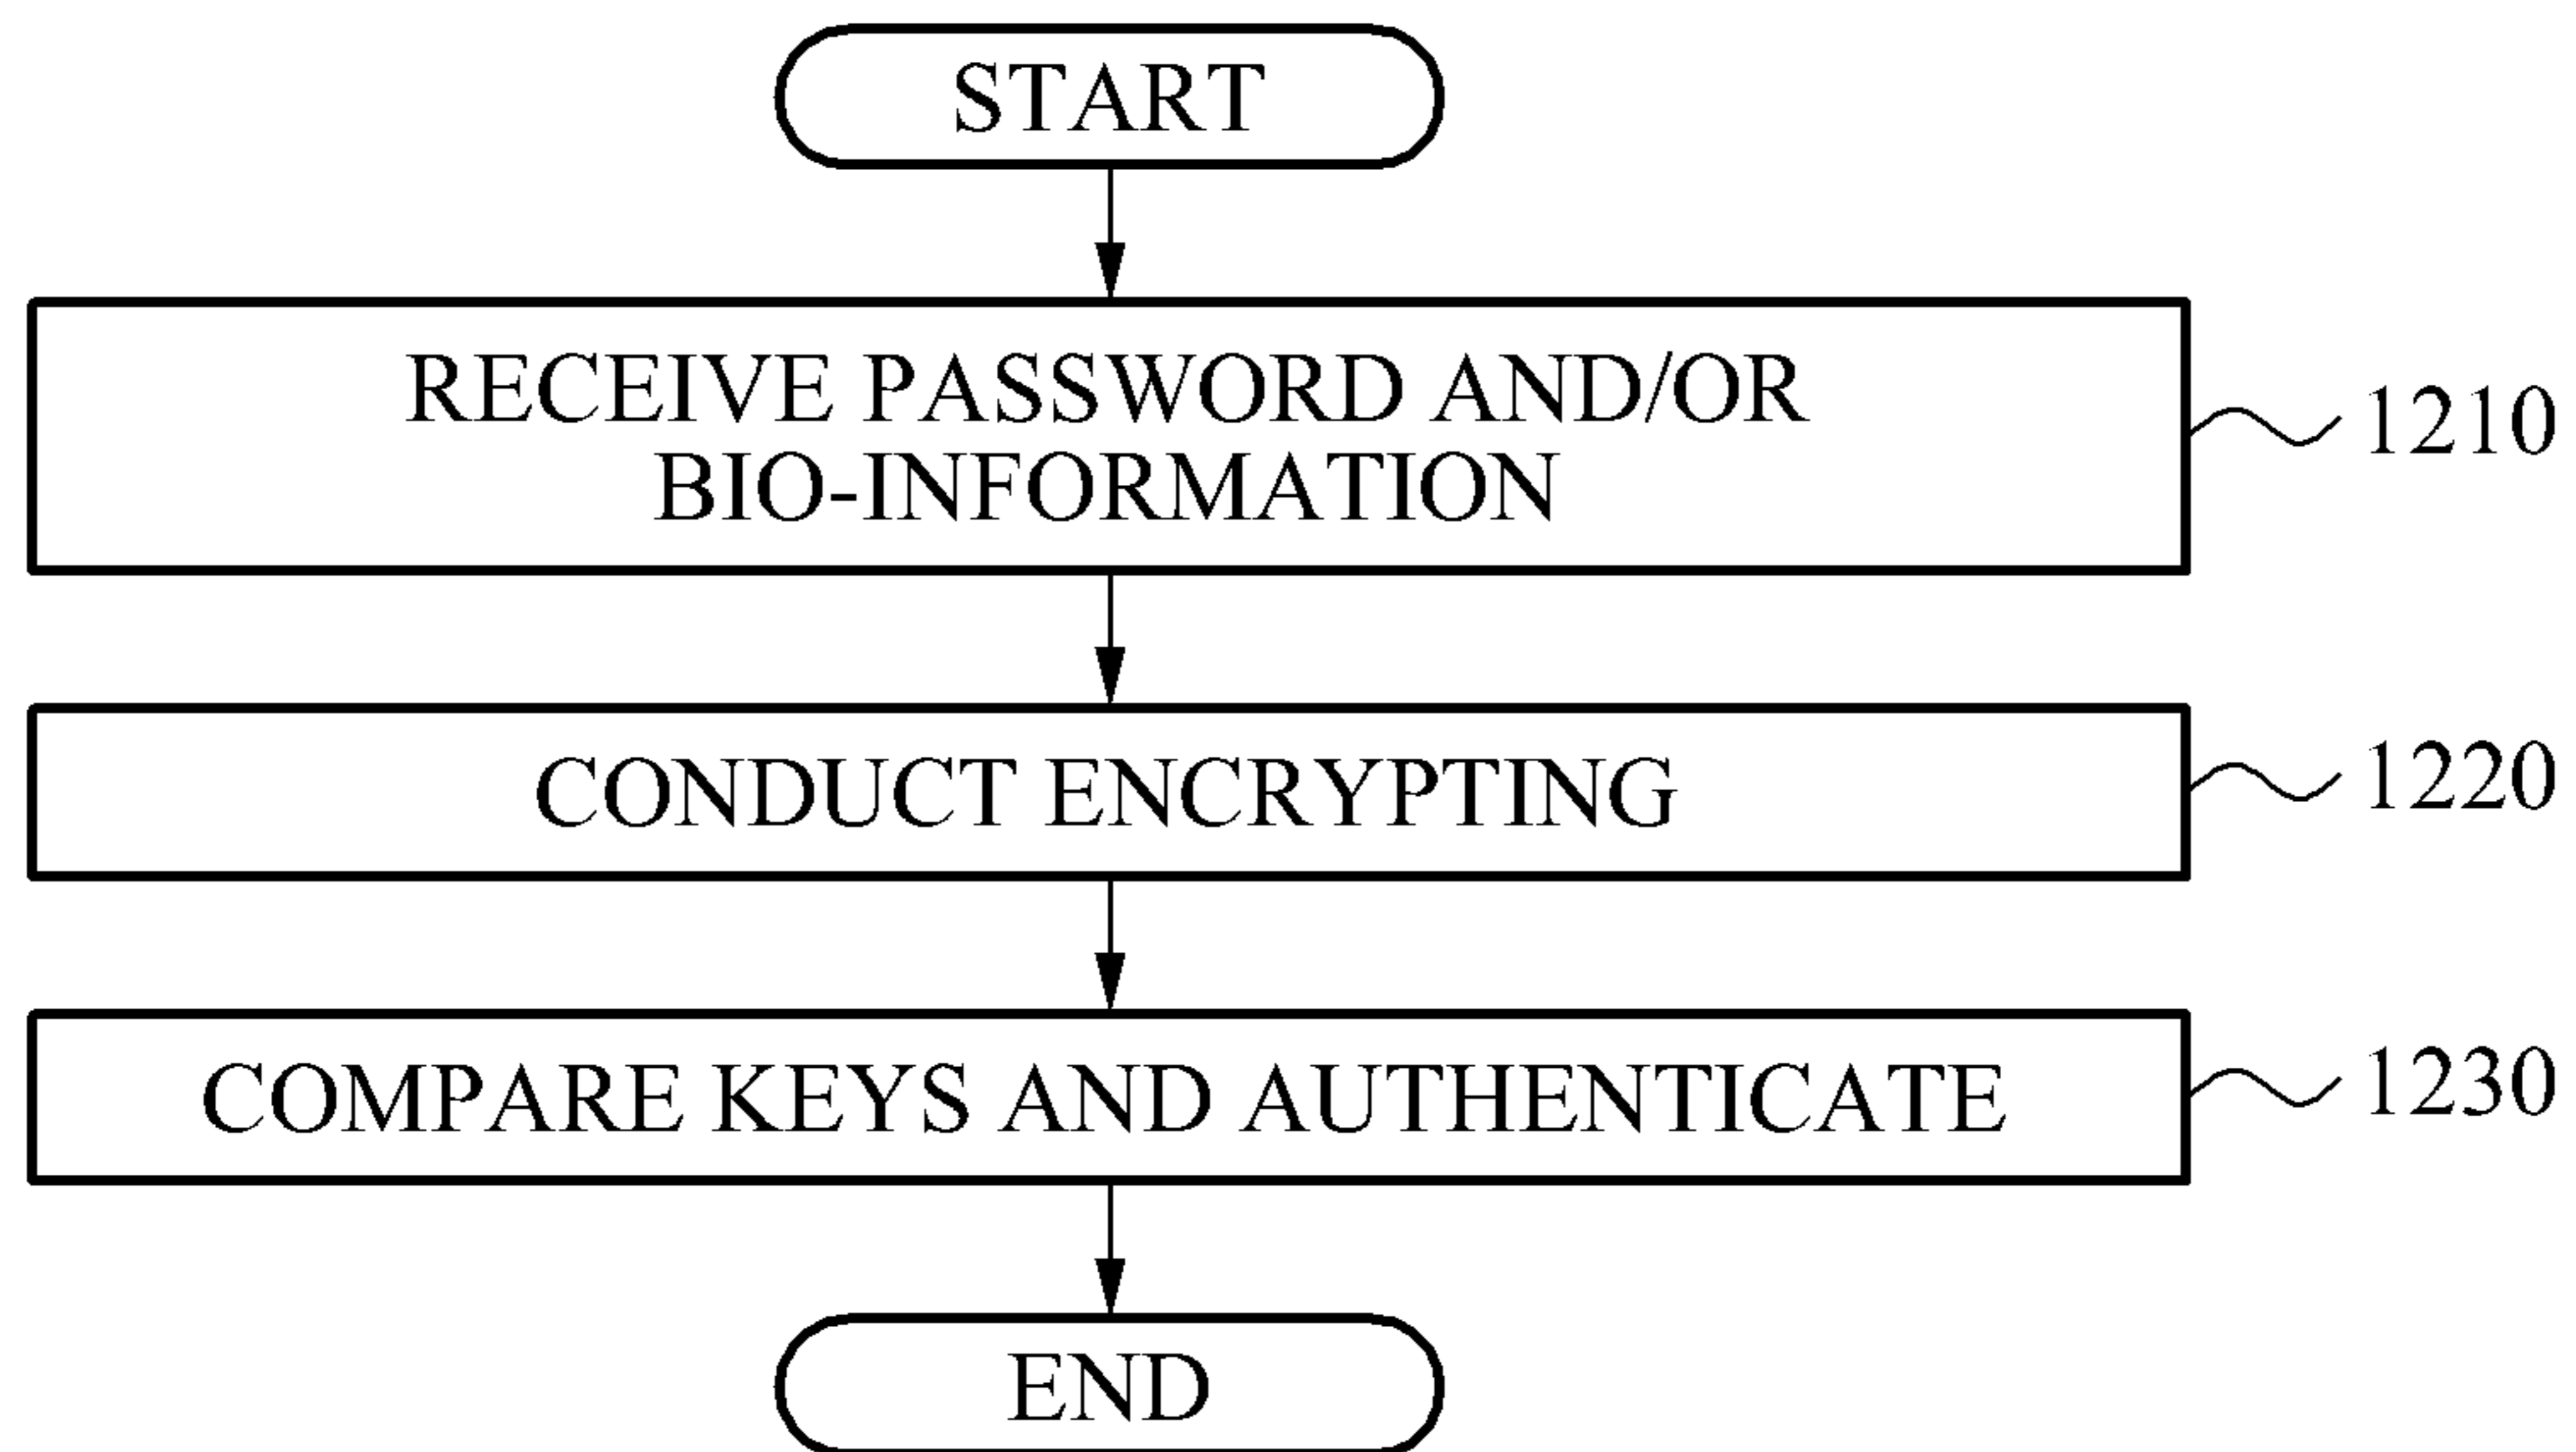 START
RECEIVE PASSWORD AND/OR
BIO-INFORMATION
1210
CONDUCT ENCRYPTING
1220
COMPARE KEYS AND AUTHENTICATE
1230
END